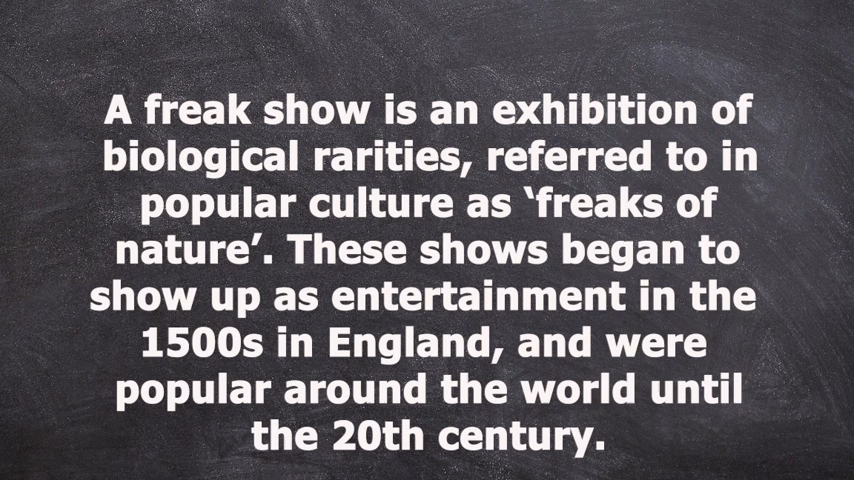 A freak show is an exhibition of
biological rarities, referred to in
popular culture as ‘freaks of
nature’. These shows began to
show up as entertainment in the
1500s in England, and were
popular around the world until
the 20th century.